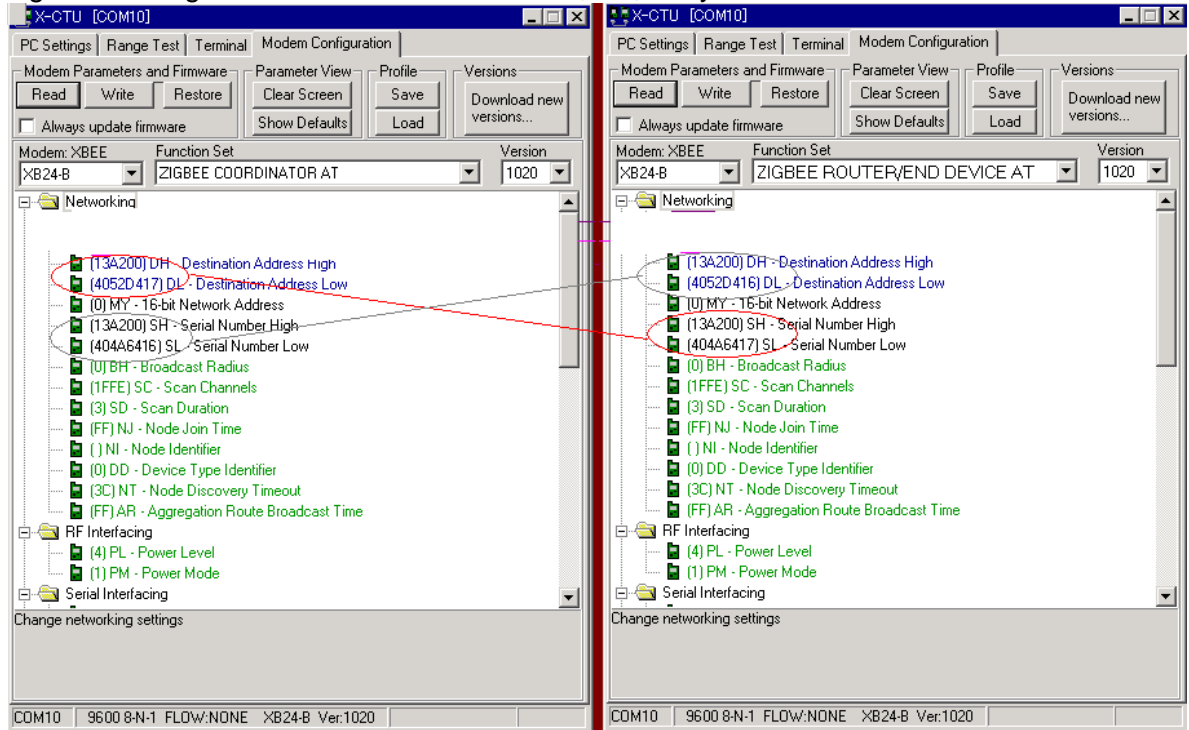 X-CTU [COM10]
PC Settings Range Test Terminal Modem Configuration
Modem Parameters and Firmware Parameter View Profile Versions
Read Write Restore Clear Screen Save Download new versions...
Always update firmware Show Defaults Load
Modem: XBEE Function Set Version
XB24-B ZIGBEE COORDINATOR AT 1020
Networking
(13A200) DH - Destination Address High
(4052D417) DL - Destination Address Low
(0) MY - 16-bit Network Address
(13A200) SH - Serial Number High
(404A6416) SL - Serial Number Low
(0) BH - Broadcast Radius
(1FFE) SC - Scan Channels
(3) SD - Scan Duration
(FF) NJ - Node Join Time
( ) NI - Node Identifier
(0) DD - Device Type Identifier
(3C) NT - Node Discovery Timeout
(FF) AR - Aggregation Route Broadcast Time
RF Interfacing
(4) PL - Power Level
(1) PM - Power Mode
Serial Interfacing
Change networking settings
COM10 9600 8-N-1 FLOW:NONE XB24-B Ver:1020
X-CTU [COM10]
PC Settings Range Test Terminal Modem Configuration
Modem Parameters and Firmware Parameter View Profile Versions
Read Write Restore Clear Screen Save Download new versions...
Always update firmware Show Defaults Load
Modem: XBEE Function Set Version
XB24-B ZIGBEE ROUTER/END DEVICE AT 1020
Networking
(13A200) DH - Destination Address High
(4052D416) DL - Destination Address Low
(0) MY - 16-bit Network Address
(13A200) SH - Serial Number High
(404A6417) SL - Serial Number Low
(0) BH - Broadcast Radius
(1FFE) SC - Scan Channels
(3) SD - Scan Duration
(FF) NJ - Node Join Time
( ) NI - Node Identifier
(0) DD - Device Type Identifier
(3C) NT - Node Discovery Timeout
(FF) AR - Aggregation Route Broadcast Time
RF Interfacing
(4) PL - Power Level
(1) PM - Power Mode
Serial Interfacing
Change networking settings
COM10 9600 8-N-1 FLOW:NONE XB24-B Ver:1020